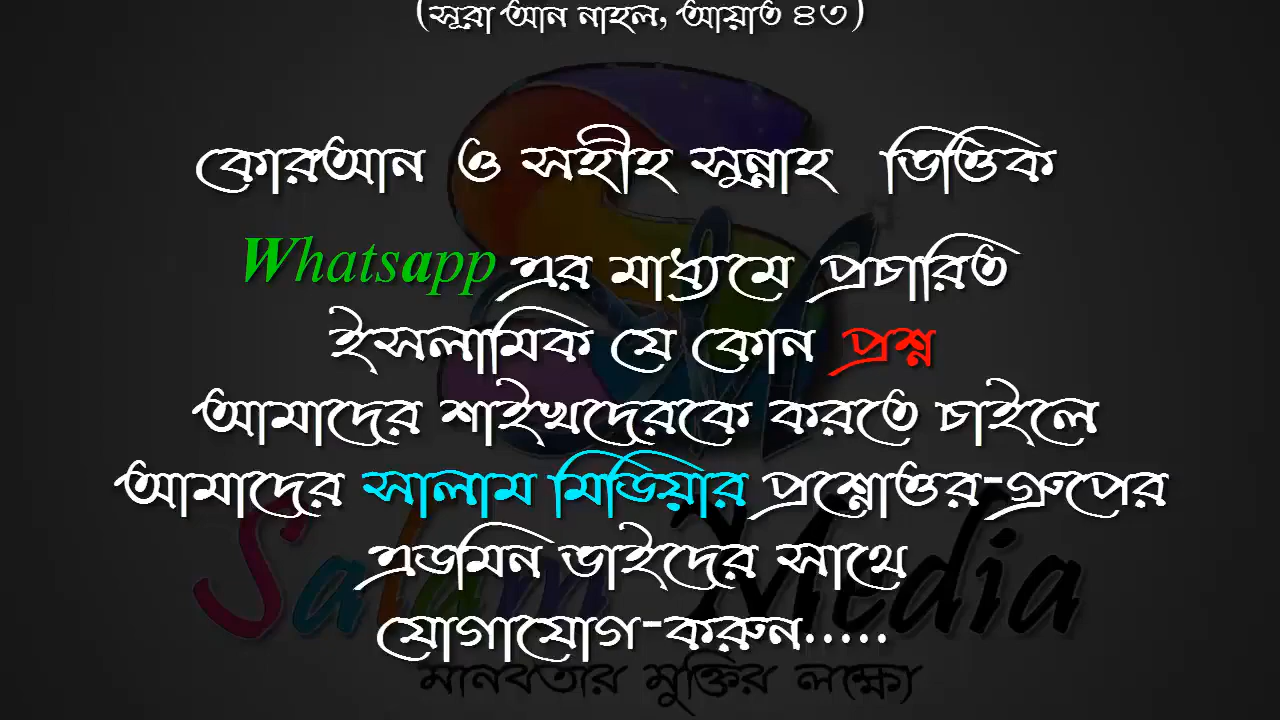 (সূরা আন নাহল, আয়াত ৪৩)
কোরআন ও সহীহ সুন্নাহ ভিত্তিক
Whatsapp এর মাধ্যমে প্রচারিত
ইসলামিক যে কোন প্রশ্ন
আমাদের শাইখদেরকে করতে চাইলে
আমাদের সালাম মিডিয়ার প্রশ্নোত্তর-গ্রুপের
এডমিন ভাইদের সাথে
যোগাযোগ-করুন.....
Salam Media
মানবতার মুক্তির লক্ষ্যে